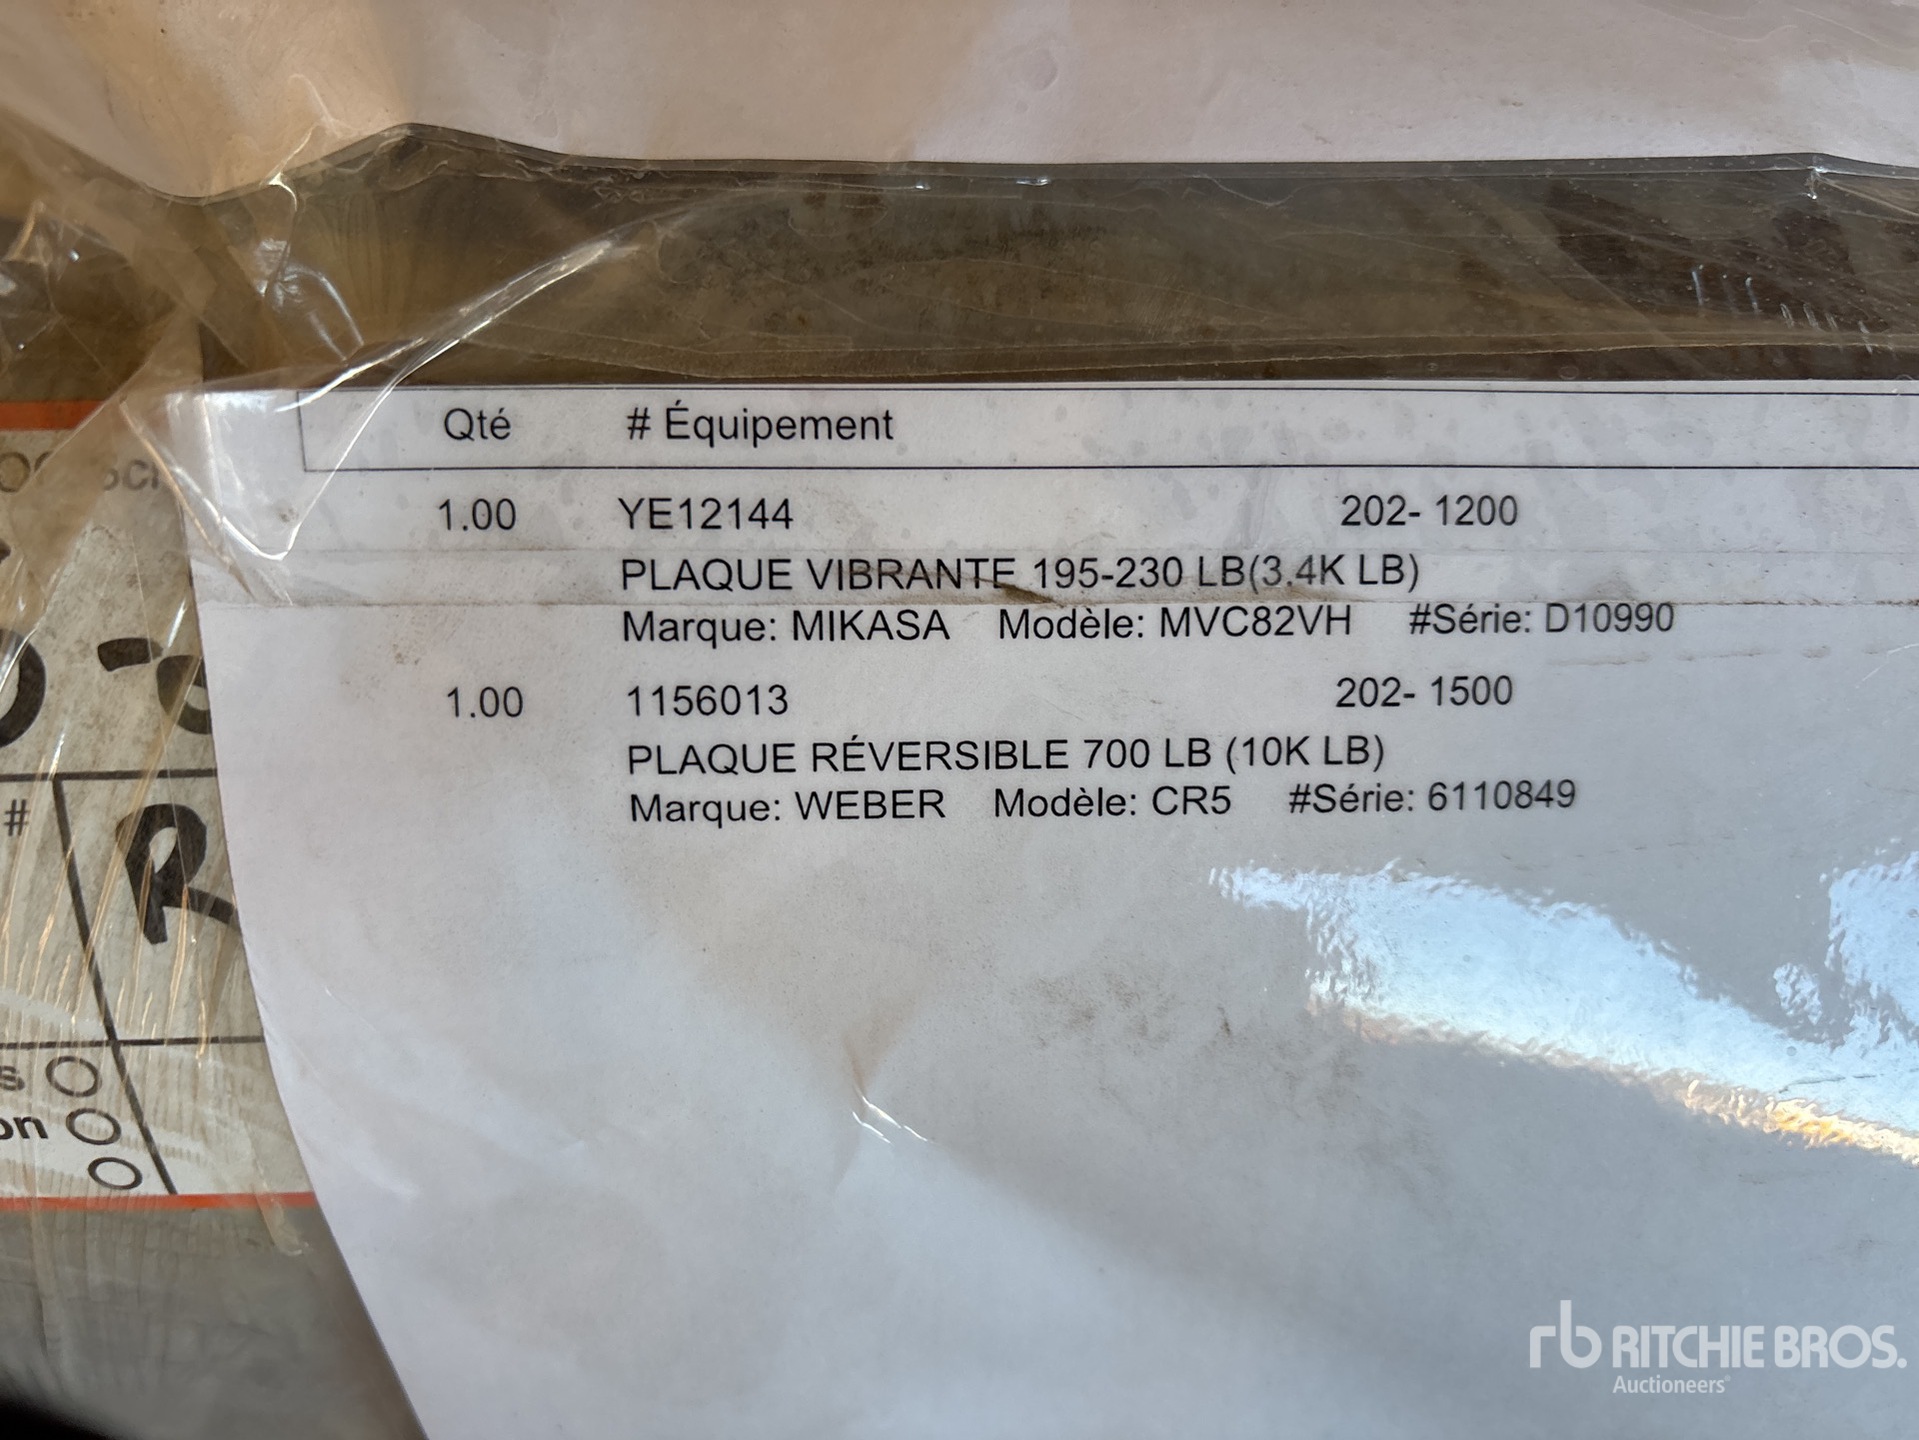 Qté # Équipement
1.00 YE12144 202- 1200
PLAQUE VIBRANTE 195-230 LB(3.4K LB)
Marque: MIKASA Modèle: MVC82VH #Série: D10990
1.00 1156013 202- 1500
PLAQUE RÉVERSIBLE 700 LB (10K LB)
Marque: WEBER Modèle: CR5 #Série: 6110849
# R
on
rb RITCHIE BROS.
Auctioneers